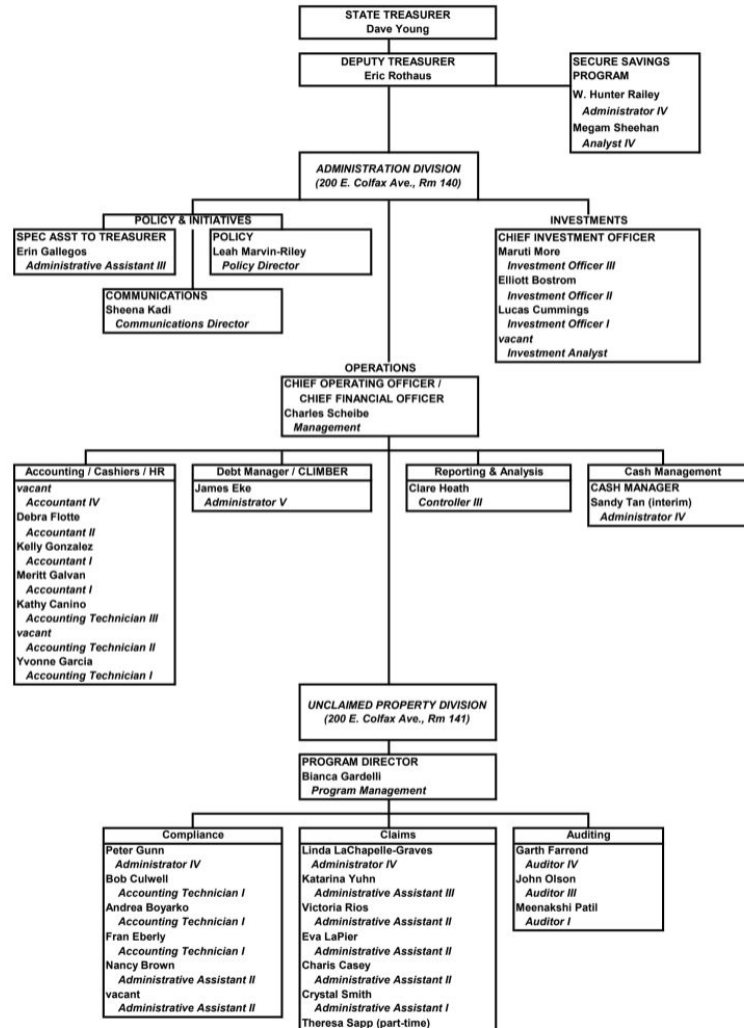 STATE TREASURER
Dave Young
DEPUTY TREASURER
Eric Rothaus
SECURE SAVINGS
PROGRAM
W. Hunter Railey
Administrator IV
Megam Sheehan
Analyst IV
ADMINISTRATION DIVISION
(200 E. Colfax Ave., Rm 140)
POLICY & INITIATIVES
SPEC ASST TO TREASURER
Erin Gallegos
Administrative Assistant III
POLICY
Leah Marvin-Riley
Policy Director
COMMUNICATIONS
Sheena Kadi
Communications Director
INVESTMENTS
CHIEF INVESTMENT OFFICER
Maruti More
Investment Officer III
Elliott Bostrom
Investment Officer II
Lucas Cummings
Investment Officer I
vacant
Investment Analyst
OPERATIONS
CHIEF OPERATING OFFICER /
CHIEF FINANCIAL OFFICER
Charles Scheibe
Management
Accounting / Cashiers / HR
vacant
Accountant IV
Debra Flotte
Accountant II
Kelly Gonzalez
Accountant I
Meritt Galvan
Accountant I
Kathy Canino
Accounting Technician III
vacant
Accounting Technician II
Yvonne Garcia
Accounting Technician I
Debt Manager / CLIMBER
James Eke
Administrator V
Reporting & Analysis
Clare Heath
Controller III
Cash Management
CASH MANAGER
Sandy Tan (interim)
Administrator IV
UNCLAIMED PROPERTY DIVISION
(200 E. Colfax Ave., Rm 141)
PROGRAM DIRECTOR
Bianca Gardelli
Program Management
Compliance
Peter Gunn
Administrator IV
Bob Culwell
Accounting Technician I
Andrea Boyarko
Accounting Technician I
Fran Eberly
Accounting Technician I
Nancy Brown
Administrative Assistant II
vacant
Administrative Assistant II
Claims
Linda LaChapelle-Graves
Administrator IV
Katarina Yuhn
Administrative Assistant III
Victoria Rios
Administrative Assistant II
Eva LaPier
Administrative Assistant II
Charis Casey
Administrative Assistant II
Crystal Smith
Administrative Assistant I
Theresa Sapp (part-time)
Auditing
Garth Farrend
Auditor IV
John Olson
Auditor III
Meenakshi Patil
Auditor I